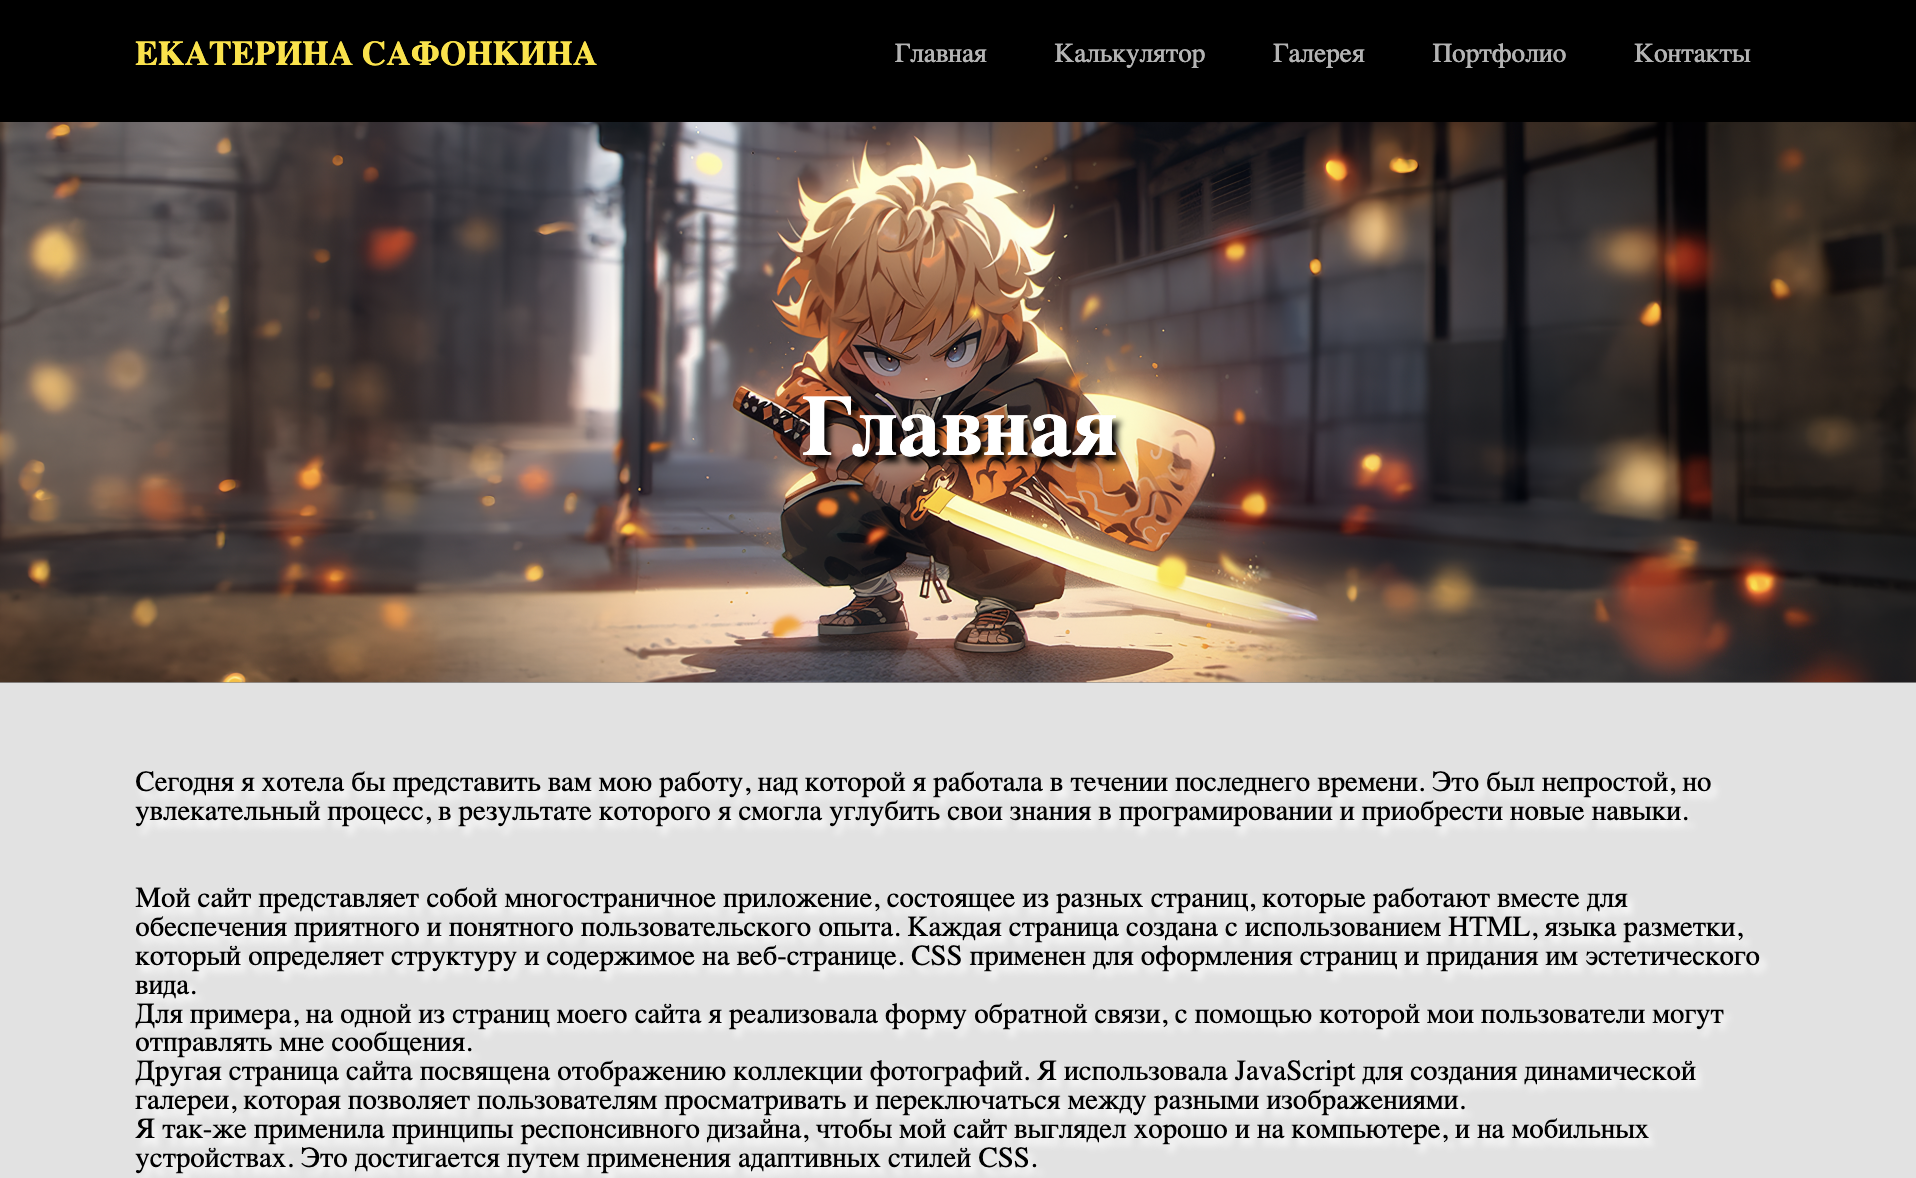 ЕКАТЕРИНА САФОНКИНА
Главная Калькулятор Галерея Портфолио Контакты
Главная
Сегодня я хотела бы представить вам мою работу, над которой я работала в течении последнего времени. Это был непростой, но
увлекательный процесс, в результате которого я смогла углубить свои знания в програмировании и приобрести новые навыки.
Мой сайт представляет собой многостраничное приложение, состоящее из разных страниц, которые работают вместе для
обеспечения приятного и понятного пользовательского опыта. Каждая страница создана с использованием HTML, языка разметки,
который определяет структуру и содержимое на веб-странице. CSS применен для оформления страниц и придания им эстетического
вида.
Для примера, на одной из страниц моего сайта я реализовала форму обратной связи, с помощью которой мои пользователи могут
отправлять мне сообщения.
Другая страница сайта посвящена отображению коллекции фотографий. Я использовала JavaScript для создания динамической
галереи, которая позволяет пользователям просматривать и переключаться между разными изображениями.
Я так-же применила принципы респонсивного дизайна, чтобы мой сайт выглядел хорошо и на компьютере, и на мобильных
устройствах. Это достигается путем применения адаптивных стилей CSS.